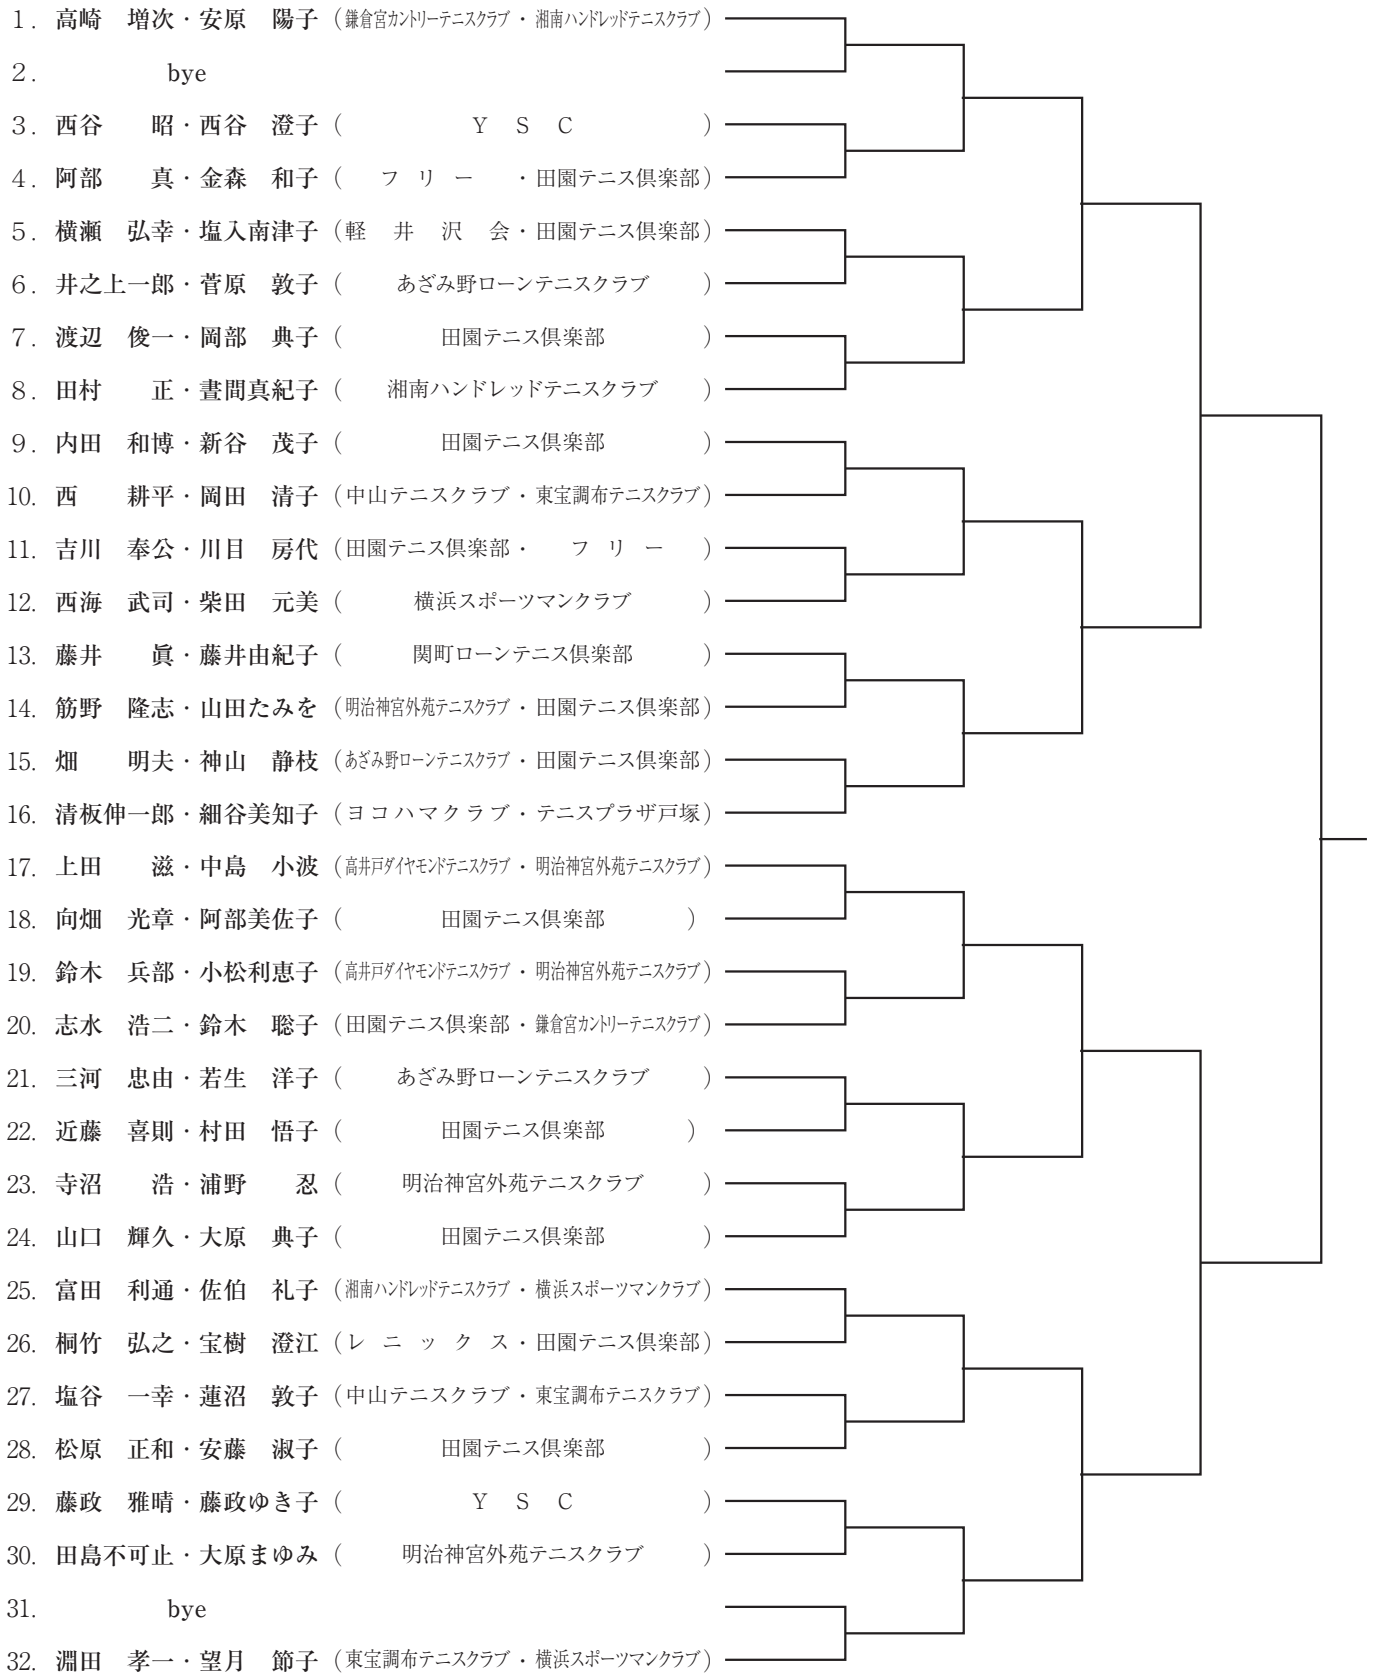 1. 高崎　増次・安原　陽子（鎌倉宮カントリーテニスクラブ・湘南ハンドレッドテニスクラブ）
2. bye
3. 西谷　　昭・西谷　澄子（ＹＳＣ）
4. 阿部　　真・金森　和子（フリー・田園テニス倶楽部）
5. 横瀬　弘幸・塩入南津子（軽井沢会・田園テニス倶楽部）
6. 井之上一郎・菅原　敦子（あざみ野ローンテニスクラブ）
7. 渡辺　俊一・岡部　典子（田園テニス倶楽部）
8. 田村　　正・晝間真紀子（湘南ハンドレッドテニスクラブ）
9. 内田　和博・新谷　茂子（田園テニス倶楽部）
10. 西　　耕平・岡田　清子（中山テニスクラブ・東宝調布テニスクラブ）
11. 吉川　奉公・川目　房代（田園テニス倶楽部・フリー）
12. 西海　武司・柴田　元美（横浜スポーツマンクラブ）
13. 藤井　　眞・藤井由紀子（関町ローンテニス倶楽部）
14. 筋野　隆志・山田たみを（明治神宮外苑テニスクラブ・田園テニス倶楽部）
15. 畑　　明夫・神山　静枝（あざみ野ローンテニスクラブ・田園テニス倶楽部）
16. 清板伸一郎・細谷美知子（ヨコハマクラブ・テニスプラザ戸塚）
17. 上田　　滋・中島　小波（高井戸ダイヤモンドテニスクラブ・明治神宮外苑テニスクラブ）
18. 向畑　光章・阿部美佐子（田園テニス倶楽部）
19. 鈴木　兵部・小松利恵子（高井戸ダイヤモンドテニスクラブ・明治神宮外苑テニスクラブ）
20. 志水　浩二・鈴木　聡子（田園テニス倶楽部・鎌倉宮カントリーテニスクラブ）
21. 三河　忠由・若生　洋子（あざみ野ローンテニスクラブ）
22. 近藤　喜則・村田　悟子（田園テニス倶楽部）
23. 寺沼　　浩・浦野　　忍（明治神宮外苑テニスクラブ）
24. 山口　輝久・大原　典子（田園テニス倶楽部）
25. 富田　利通・佐伯　礼子（湘南ハンドレッドテニスクラブ・横浜スポーツマンクラブ）
26. 桐竹　弘之・宝樹　澄江（レニックス・田園テニス倶楽部）
27. 塩谷　一幸・蓮沼　敦子（中山テニスクラブ・東宝調布テニスクラブ）
28. 松原　正和・安藤　淑子（田園テニス倶楽部）
29. 藤政　雅晴・藤政ゆき子（ＹＳＣ）
30. 田島不可止・大原まゆみ（明治神宮外苑テニスクラブ）
31. bye
32. 淵田　孝一・望月　節子（東宝調布テニスクラブ・横浜スポーツマンクラブ）